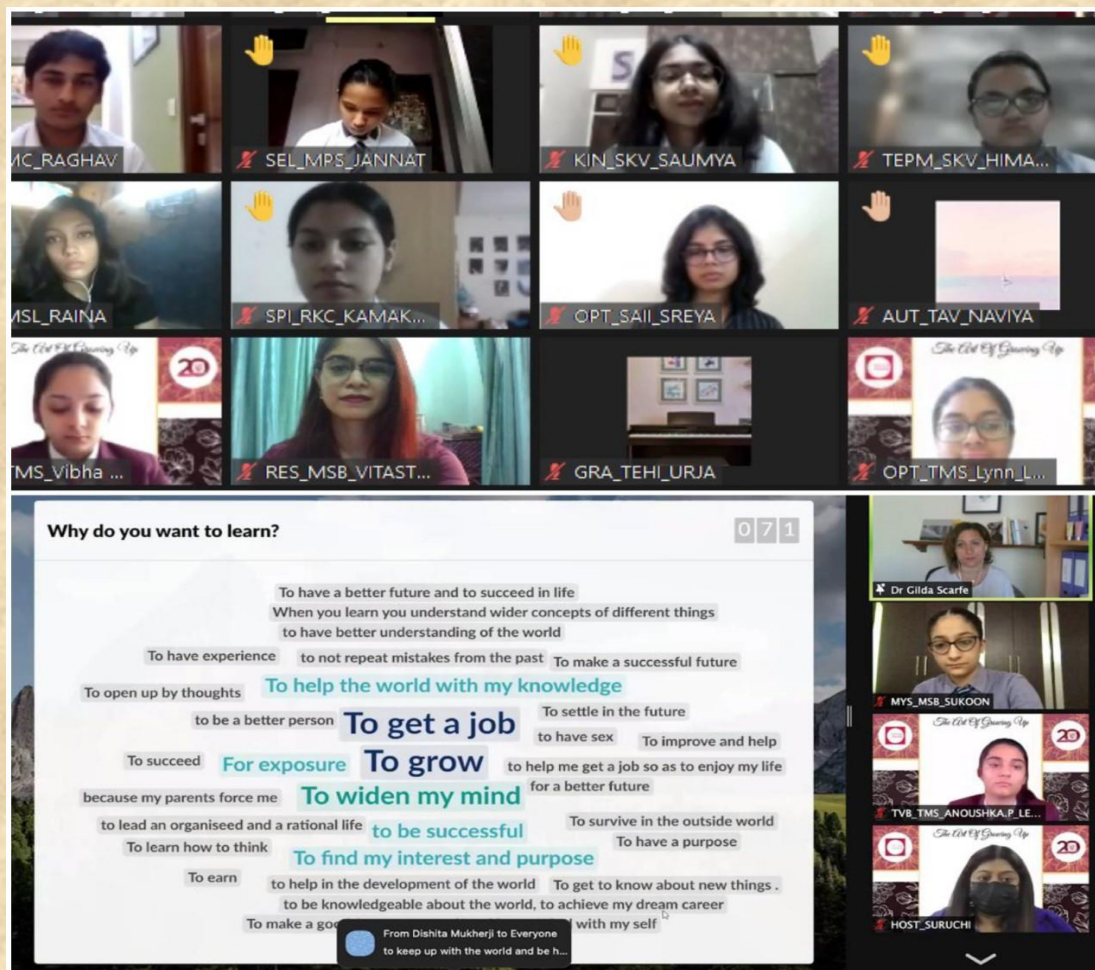 MC_RAGHAV
SEL_MPS_JANNAT
KIN_SKV_SAUMYA
TEPM_SKV_HIMA...
MSL_RAINA
SPI_RKC_KAMAK...
OPT_SAII_SREYA
AUT_TAV_NAVIYA
The Art Of Growing Up
20
The Art Of Growing Up
TMS_Vibha ...
RES_MSB_VITAST...
GRA_TEHI_URJA
OPT_TMS_Lynn_L...
Why do you want to learn?
071
To have a better future and to succeed in life
When you learn you understand wider concepts of different things
to have better understanding of the world
To have experience
to not repeat mistakes from the past
To make a successful future
To open up by thoughts
To help the world with my knowledge
to be a better person
To get a job
To settle in the future
to have sex
To improve and help
To succeed
For exposure
To grow
to help me get a job so as to enjoy my life
because my parents force me
To widen my mind
for a better future
to lead an organiseed and a rational life
to be successful
To survive in the outside world
To learn how to think
To have a purpose
To find my interest and purpose
To earn
to help in the development of the world
To get to know about new things .
to be knowledgeable about the world, to achieve my dream career
To make a goo
with my self
From Dishita Mukherji to Everyone
to keep up with the world and be h...
Dr Gilda Scarfe
MYS_MSB_SUKOON
The Art Of Growing Up
20
TVB_TMS_ANOUSHKA.P_LE...
The Art Of Growing Up
20
HOST_SURUCHI